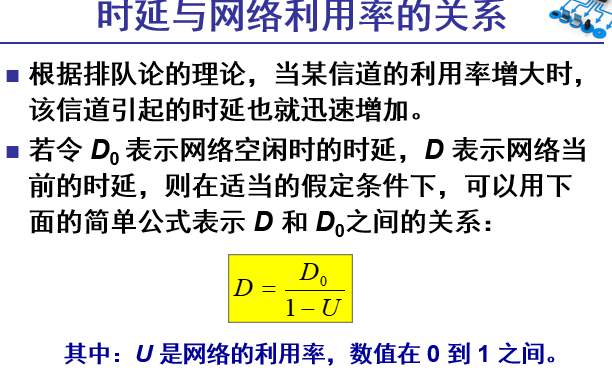 时延与网络利用率的关系
根据排队论的理论，当某信道的利用率增大时，
该信道引起的时延也就迅速增加。
若令 D0 表示网络空闲时的时延，D 表示网络当
前的时延，则在适当的假定条件下，可以用下
面的简单公式表示 D 和 D0之间的关系：
D = D0 / (1 − U)
其中：U 是网络的利用率，数值在 0 到 1 之间。